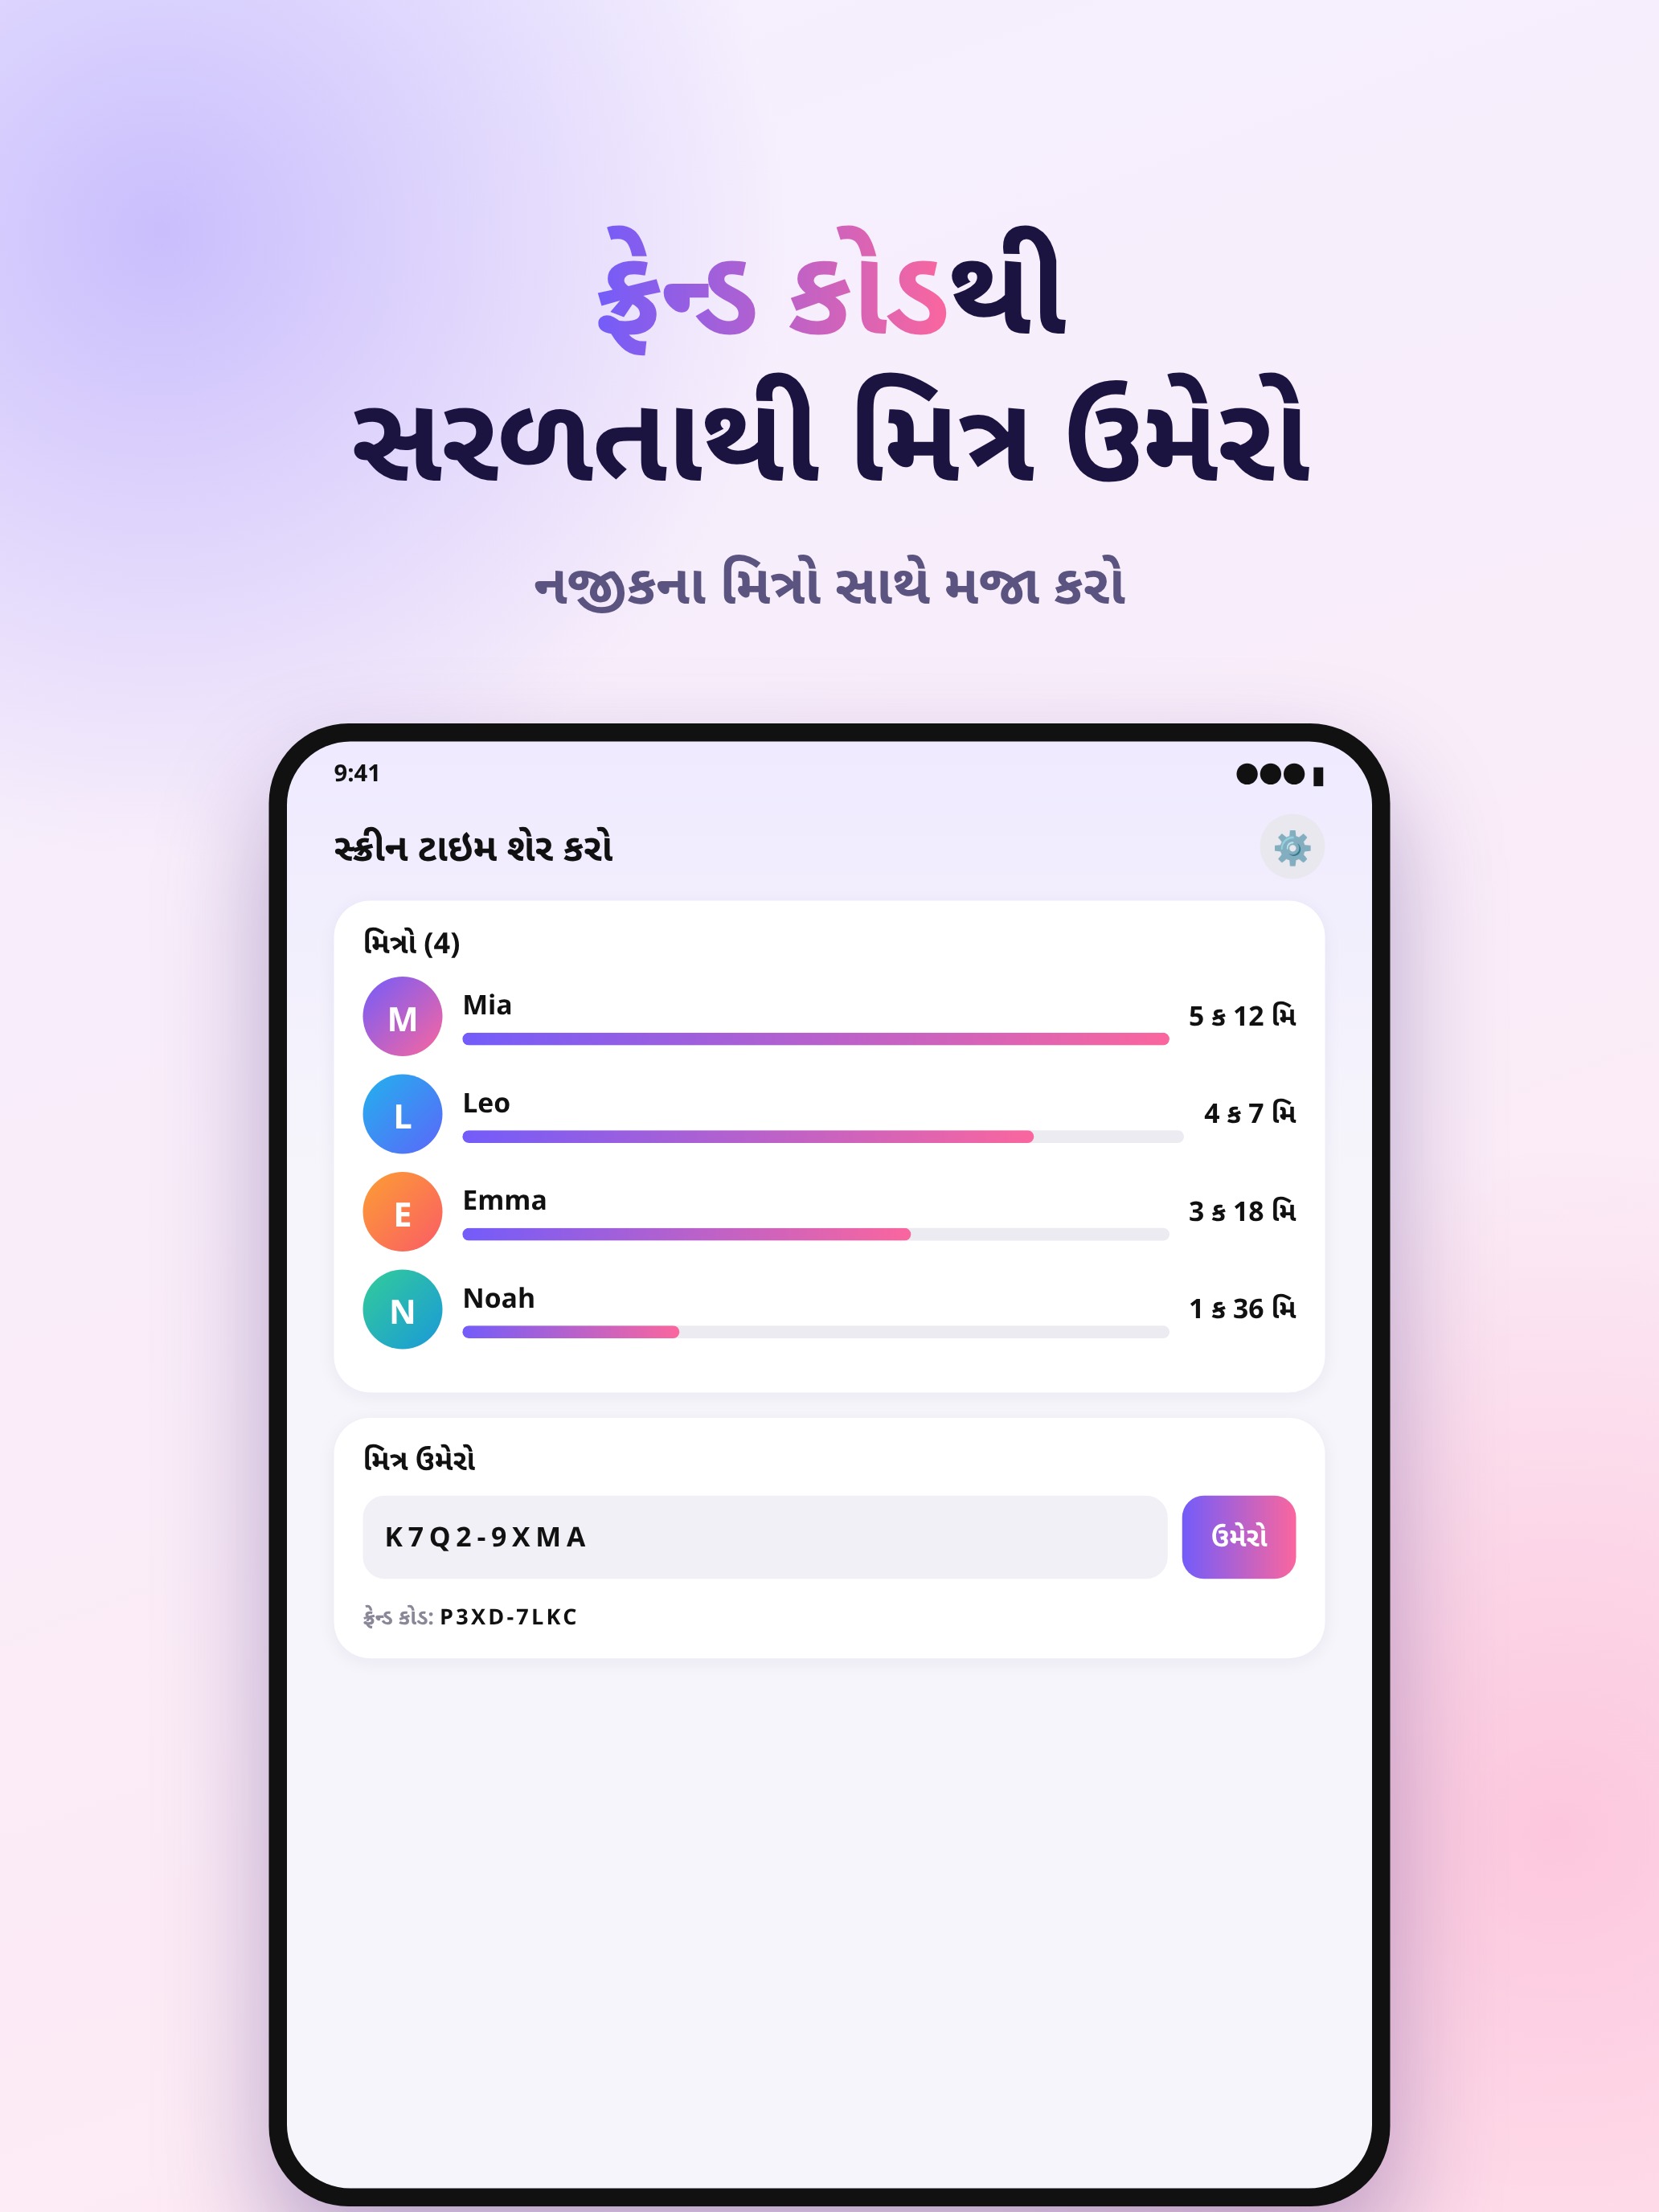 ફ્રેન્ડ કોડથી
સરળતાથી મિત્ર ઉમેરો
નજીકના મિત્રો સાથે મજા કરો
9:41
સ્ક્રીન ટાઇમ શેર કરો
મિત્રો (4)
M
Mia
5 ક 12 મિ
L
Leo
4 ક 7 મિ
E
Emma
3 ક 18 મિ
N
Noah
1 ક 36 મિ
મિત્ર ઉમેરો
K7Q2-9XMA
ઉમેરો
ફ્રેન્ડ કોડ: P3XD-7LKC